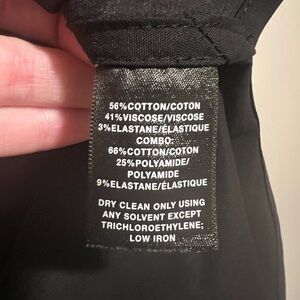 56%COTTON/COTON
41%VISCOSE/VISCOSE
3%ELASTANE/ÉLASTIQUE
COMBO:
66%COTTON/COTON
25%POLYAMIDE/
POLYAMIDE
9%ELASTANE/ÉLASTIQUE
DRY CLEAN ONLY USING
ANY SOLVENT EXCEPT
TRICHLOROETHYLENE;
LOW IRON